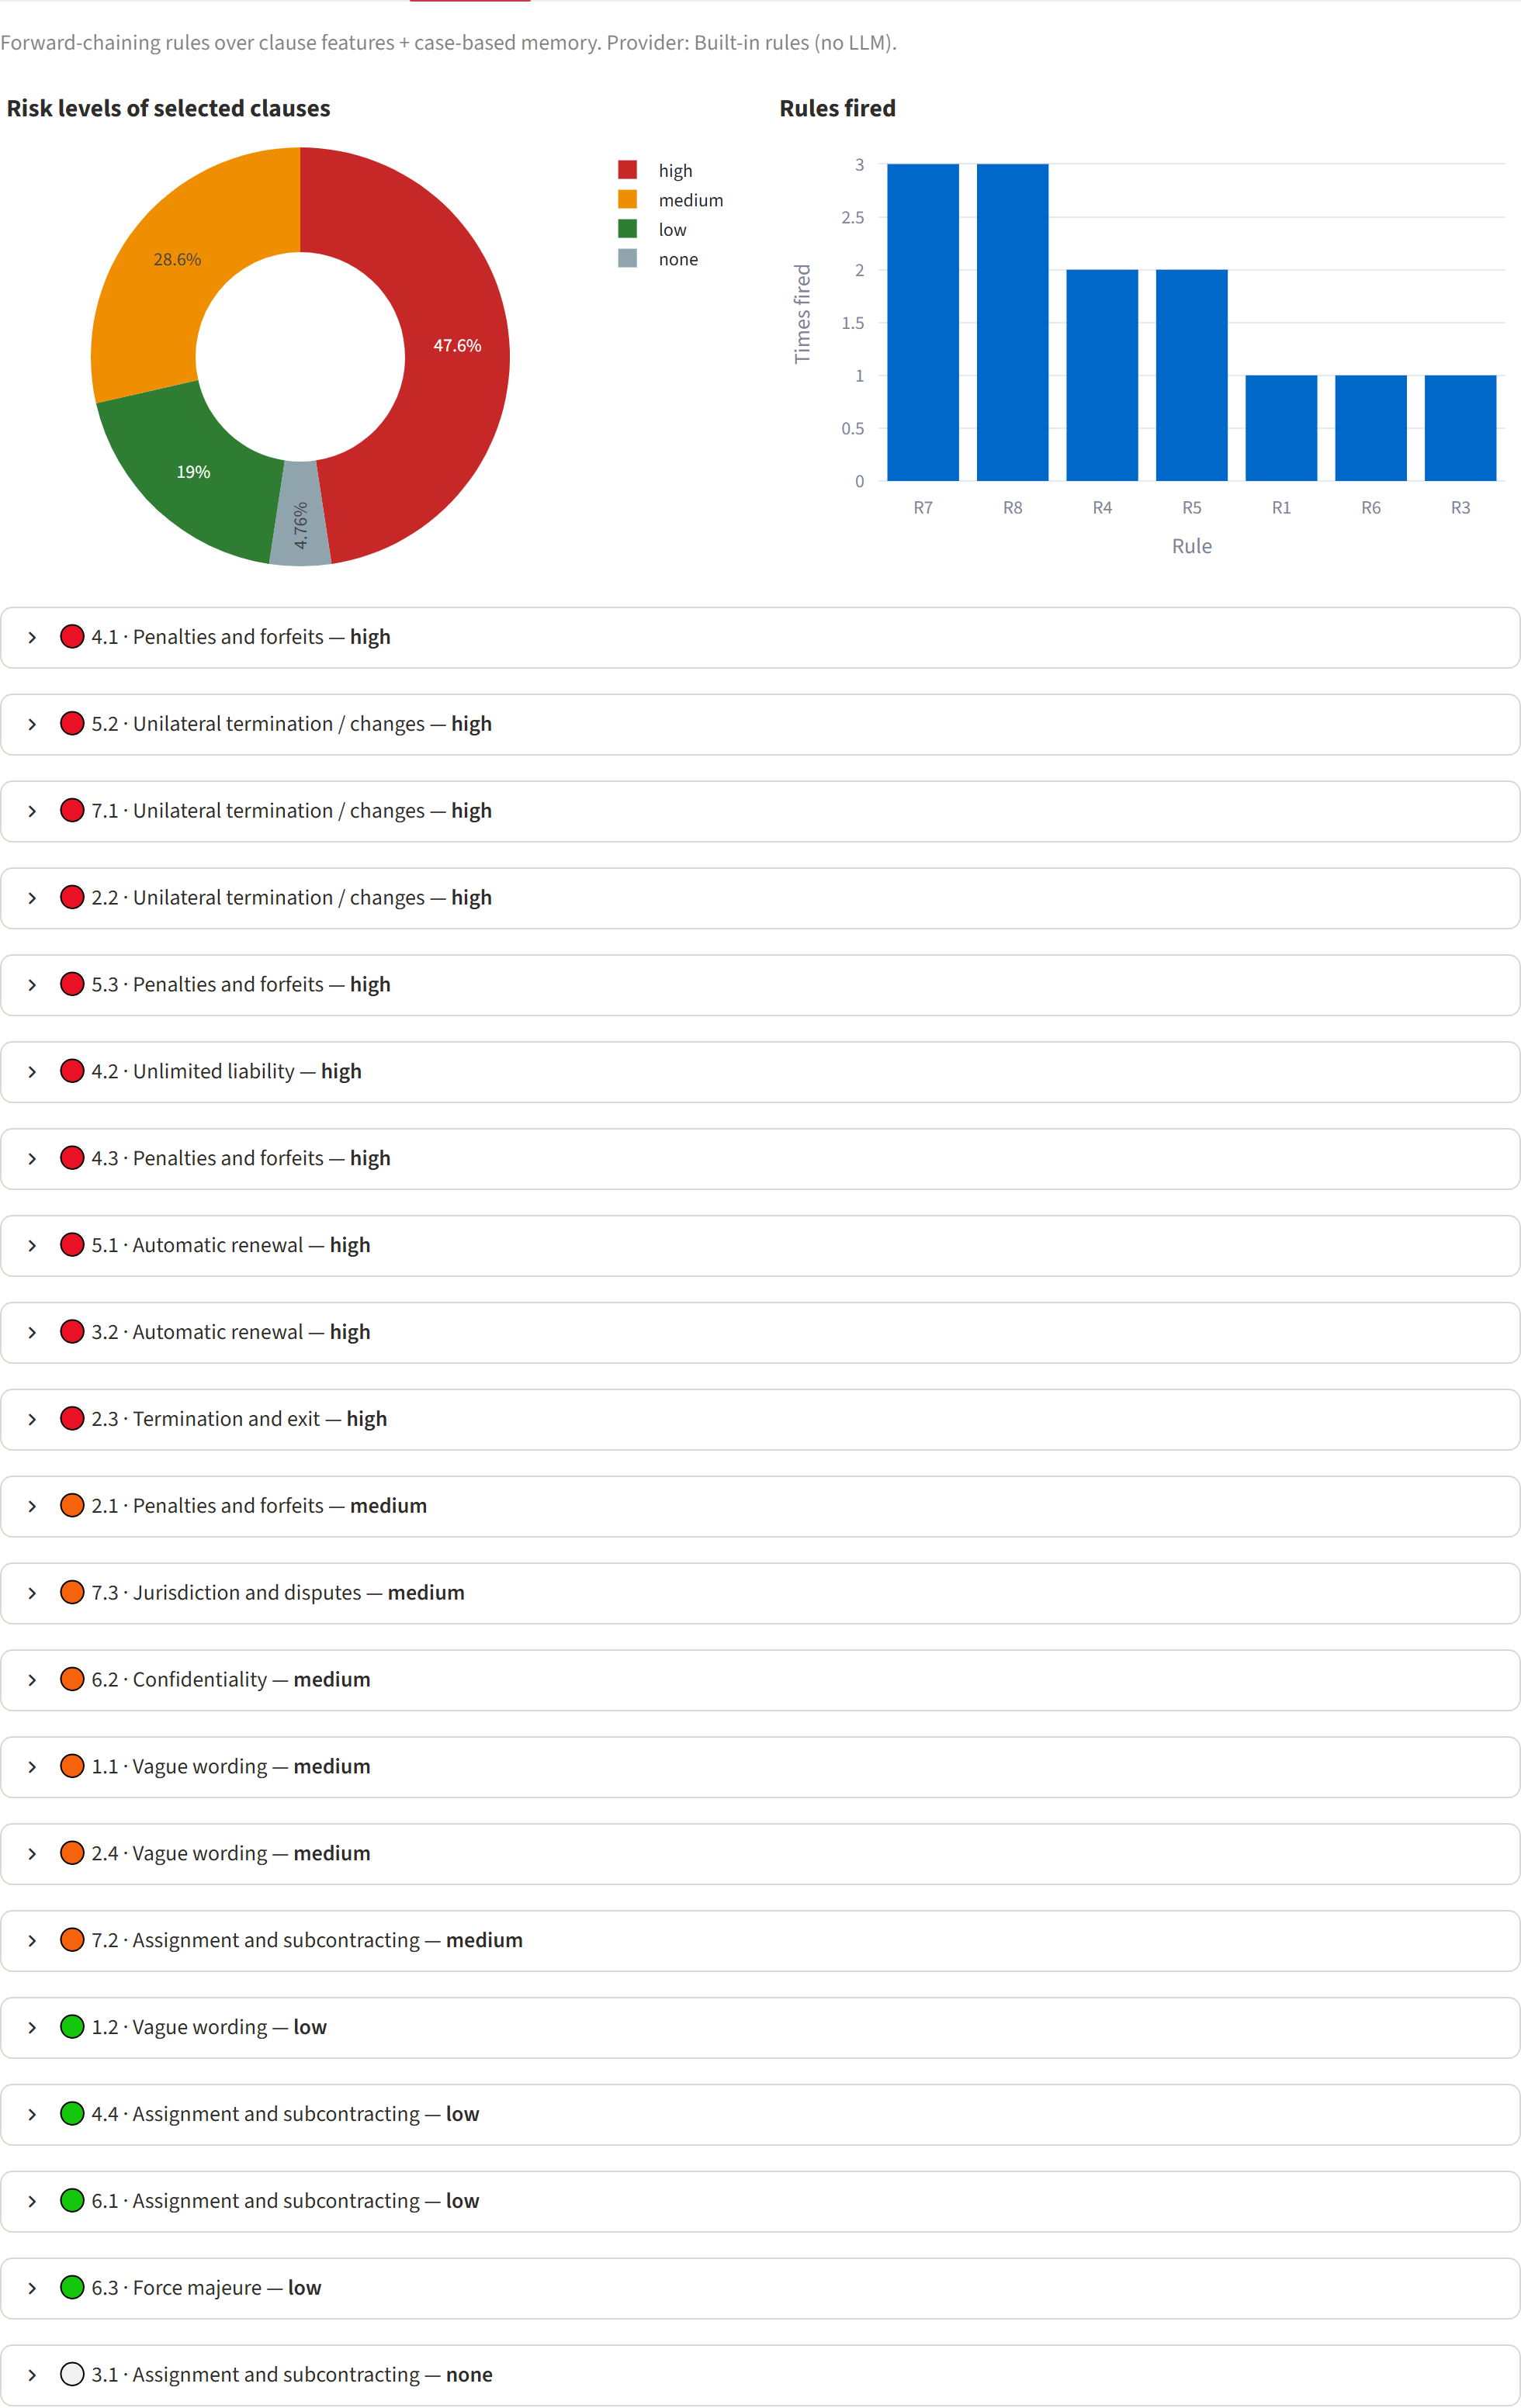 Forward-chaining rules over clause features + case-based memory. Provider: Built-in rules (no LLM).
Risk levels of selected clauses
high
medium
low
none
28.6%
47.6%
19%
4.76%
Rules fired
3
2.5
2
1.5
1
0.5
0
Times fired
R7 R8 R4 R5 R1 R6 R3
Rule
4.1 · Penalties and forfeits — high
5.2 · Unilateral termination / changes — high
7.1 · Unilateral termination / changes — high
2.2 · Unilateral termination / changes — high
5.3 · Penalties and forfeits — high
4.2 · Unlimited liability — high
4.3 · Penalties and forfeits — high
5.1 · Automatic renewal — high
3.2 · Automatic renewal — high
2.3 · Termination and exit — high
2.1 · Penalties and forfeits — medium
7.3 · Jurisdiction and disputes — medium
6.2 · Confidentiality — medium
1.1 · Vague wording — medium
2.4 · Vague wording — medium
7.2 · Assignment and subcontracting — medium
1.2 · Vague wording — low
4.4 · Assignment and subcontracting — low
6.1 · Assignment and subcontracting — low
6.3 · Force majeure — low
3.1 · Assignment and subcontracting — none